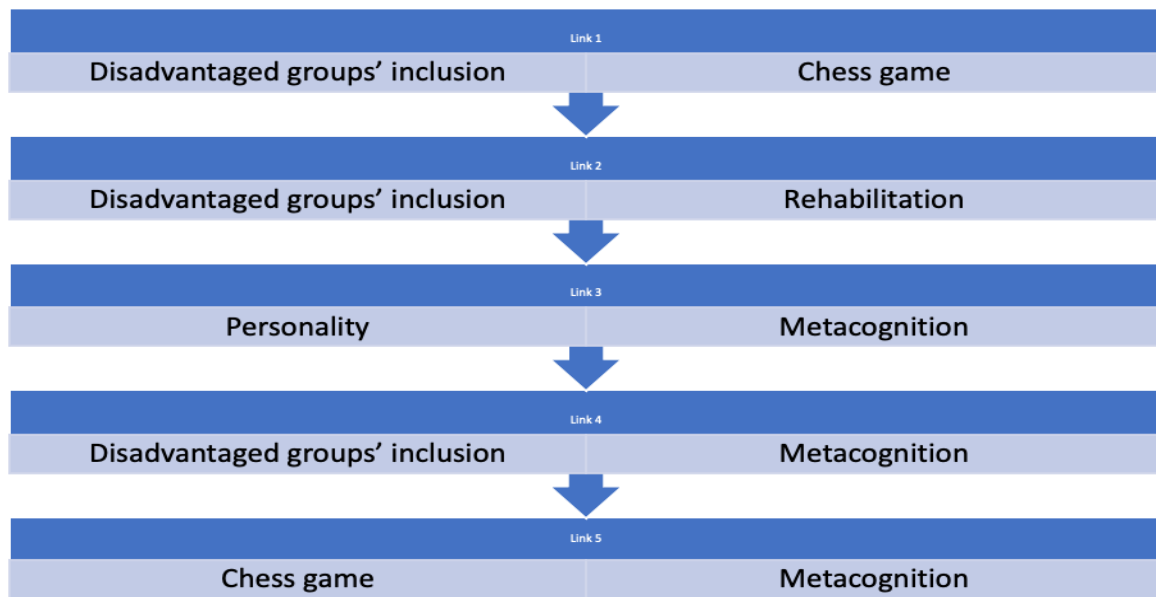 Link 1
Disadvantaged groups’ inclusion Chess game
Link 2
Disadvantaged groups’ inclusion Rehabilitation
Link 3
Personality Metacognition
Link 4
Disadvantaged groups’ inclusion Metacognition
Link 5
Chess game Metacognition